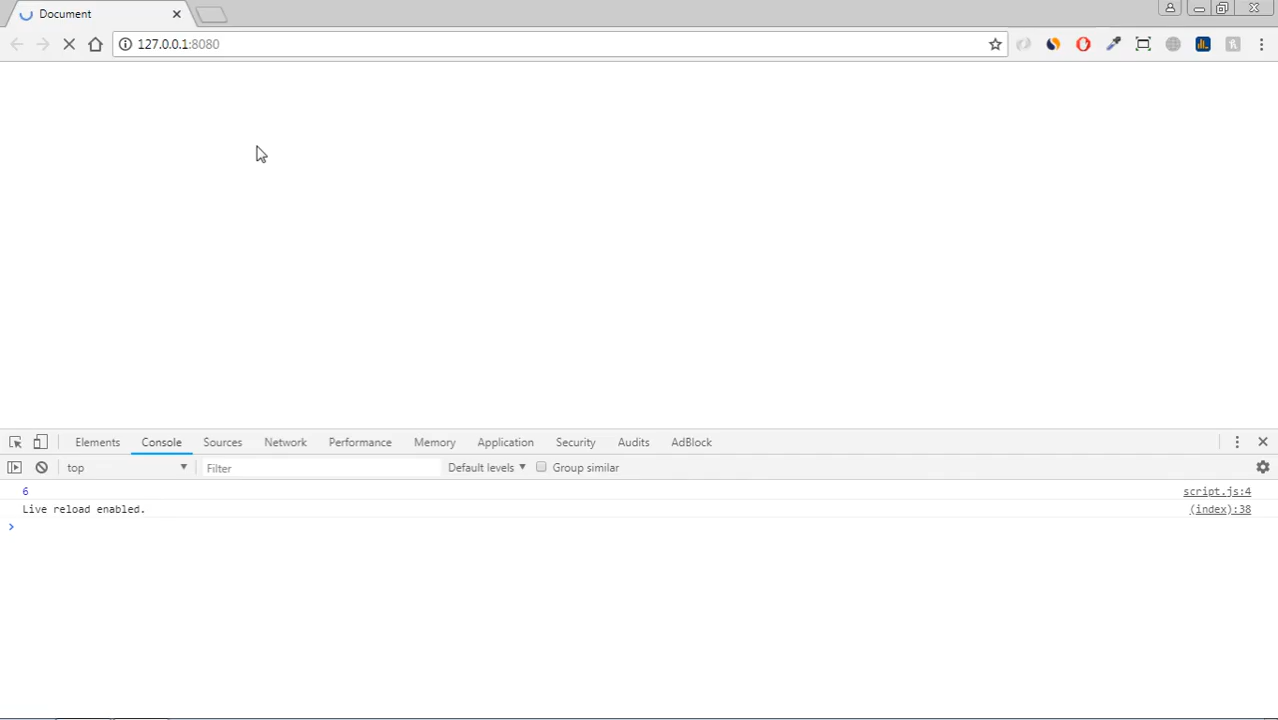 Document
127.0.0.1:8080
Elements Console Sources Network Performance Memory Application Security Audits AdBlock
top Filter Default levels Group similar
6 script.js:4
Live reload enabled. (index):38